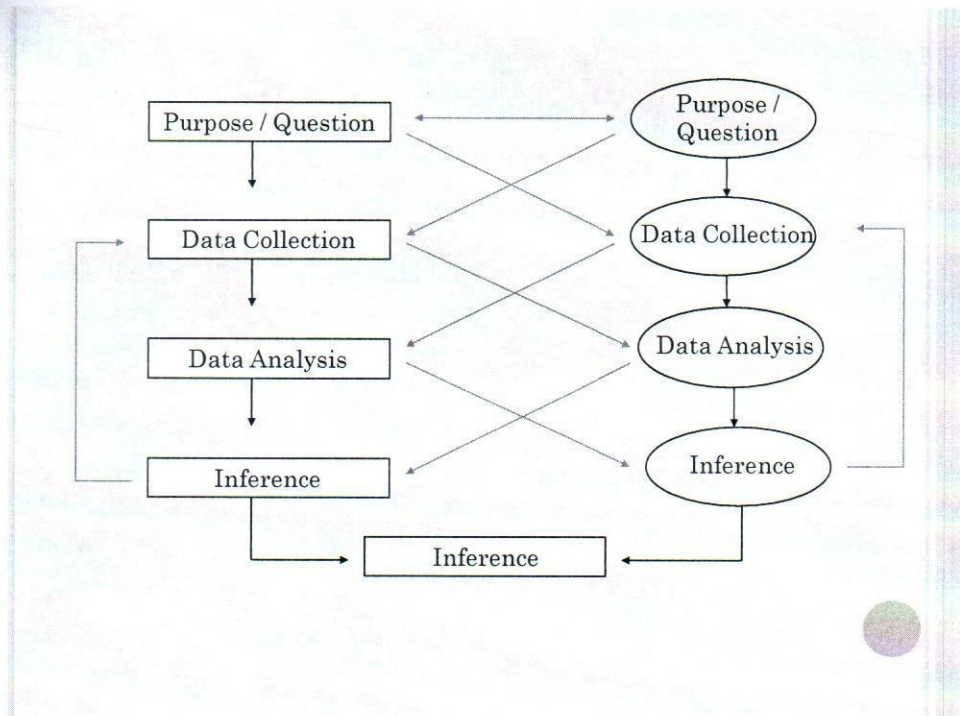 Purpose / Question
Purpose /
Question
Data Collection
Data Collection
Data Analysis
Data Analysis
Inference
Inference
Inference